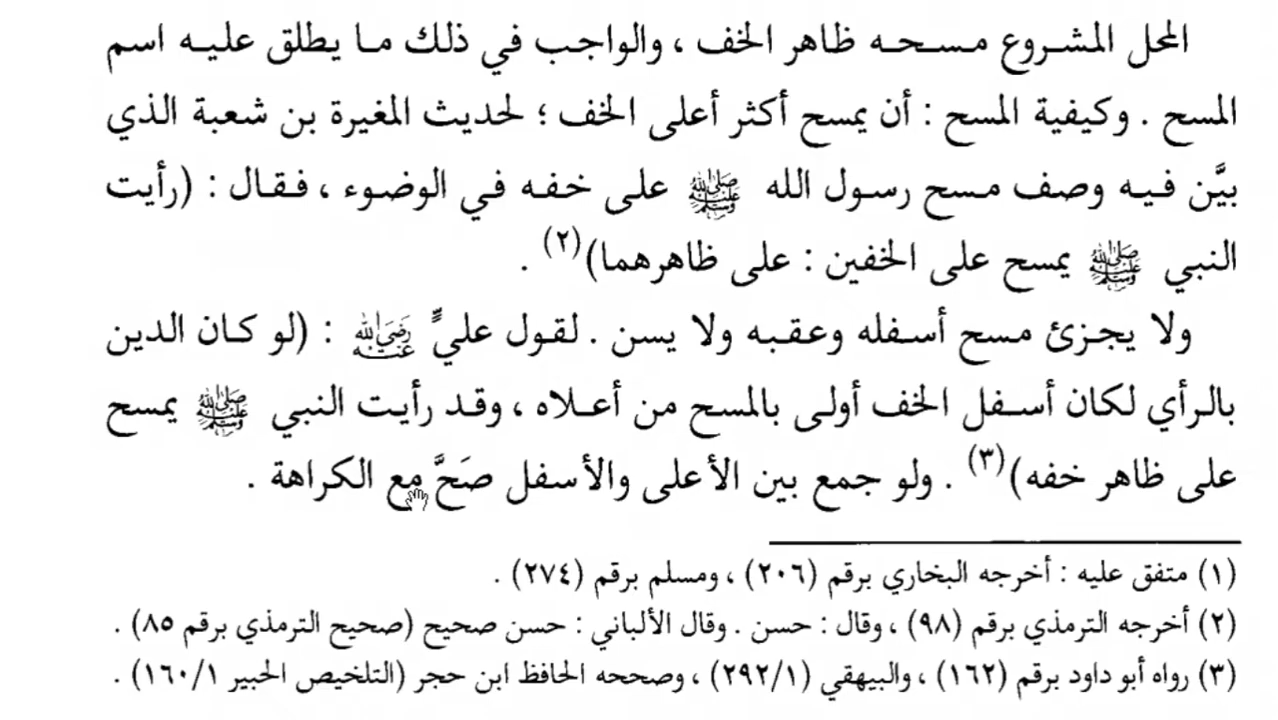 المحل المشروع مسحه ظاهر الخف ، والواجب في ذلك ما يطلق عليه اسم
المسح . وكيفية المسح : أن يمسح أكثر أعلى الخف ؛ لحديث المغيرة بن شعبة الذي
بيَّن فيه وصف مسح رسول الله ﷺ على خفه في الوضوء ، فقال : (رأيت
النبي ﷺ يمسح على الخفين : على ظاهرهما)(٢) .
ولا يجزئ مسح أسفله وعقبه ولا يسن . لقول عليٍّ رَضِيَ الله عَنْهُ : (لو كان الدين
بالرأي لكان أسفل الخف أولى بالمسح من أعلاه ، وقد رأيت النبي ﷺ يمسح
على ظاهر خفه)(٣) . ولو جمع بين الأعلى والأسفل صَحَّ مع الكراهة .
(١) متفق عليه : أخرجه البخاري برقم (٢٠٦) ، ومسلم برقم (٢٧٤) .
(٢) أخرجه الترمذي برقم (٩٨) ، وقال : حسن . وقال الألباني : حسن صحيح (صحيح الترمذي برقم ٨٥) .
(٣) رواه أبو داود برقم (١٦٢) ، والبيهقي (٢٩٢/١) ، وصححه الحافظ ابن حجر (التلخيص الحبير ١٦٠/١) .